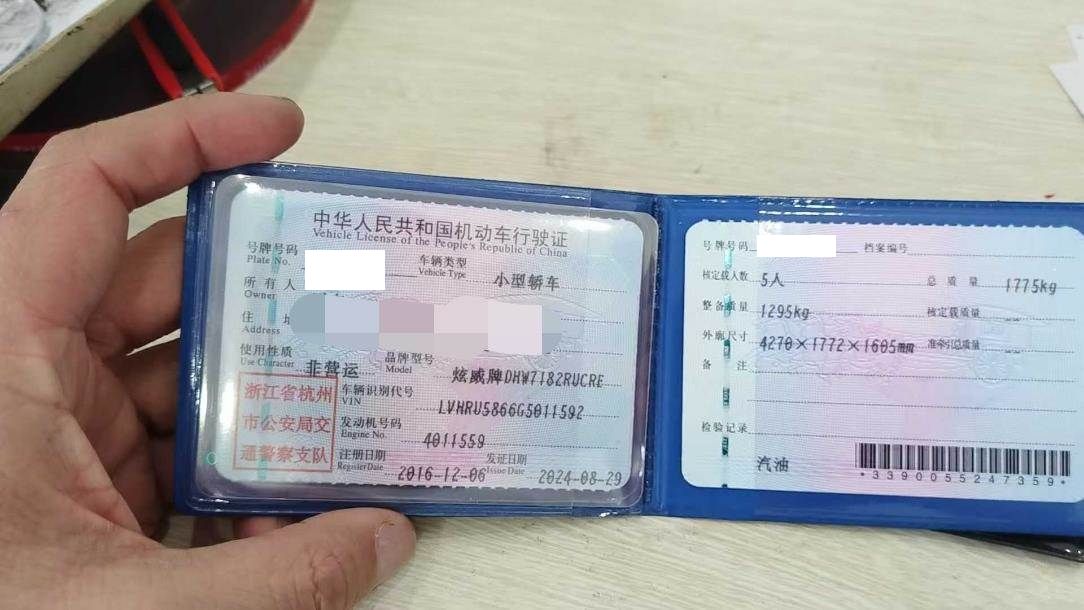 中华人民共和国机动车行驶证
Vehicle License of the People's Republic of China
号牌号码
Plate No.
车辆类型 小型轿车
Vehicle Type
所有人
Owner
住
Address
使用性质 非营运
Use Character
品牌型号 炫威牌DHW7182RUCRE
Model
浙江省杭州
市公安局交
通警察支队
车辆识别代号 LVHRU5866G5011592
VIN
发动机号码 4011559
Engine No.
注册日期 2016-12-06
Register Date
发证日期 2024-08-29
Issue Date
号牌号码 档案编号
核定载人数 5人 总质量 1775kg
整备质量 1295kg 核定载质量 --
外廓尺寸 4270×1772×1605mm 准牵引总质量 --
备注
检验记录
汽油
*3390055247359*